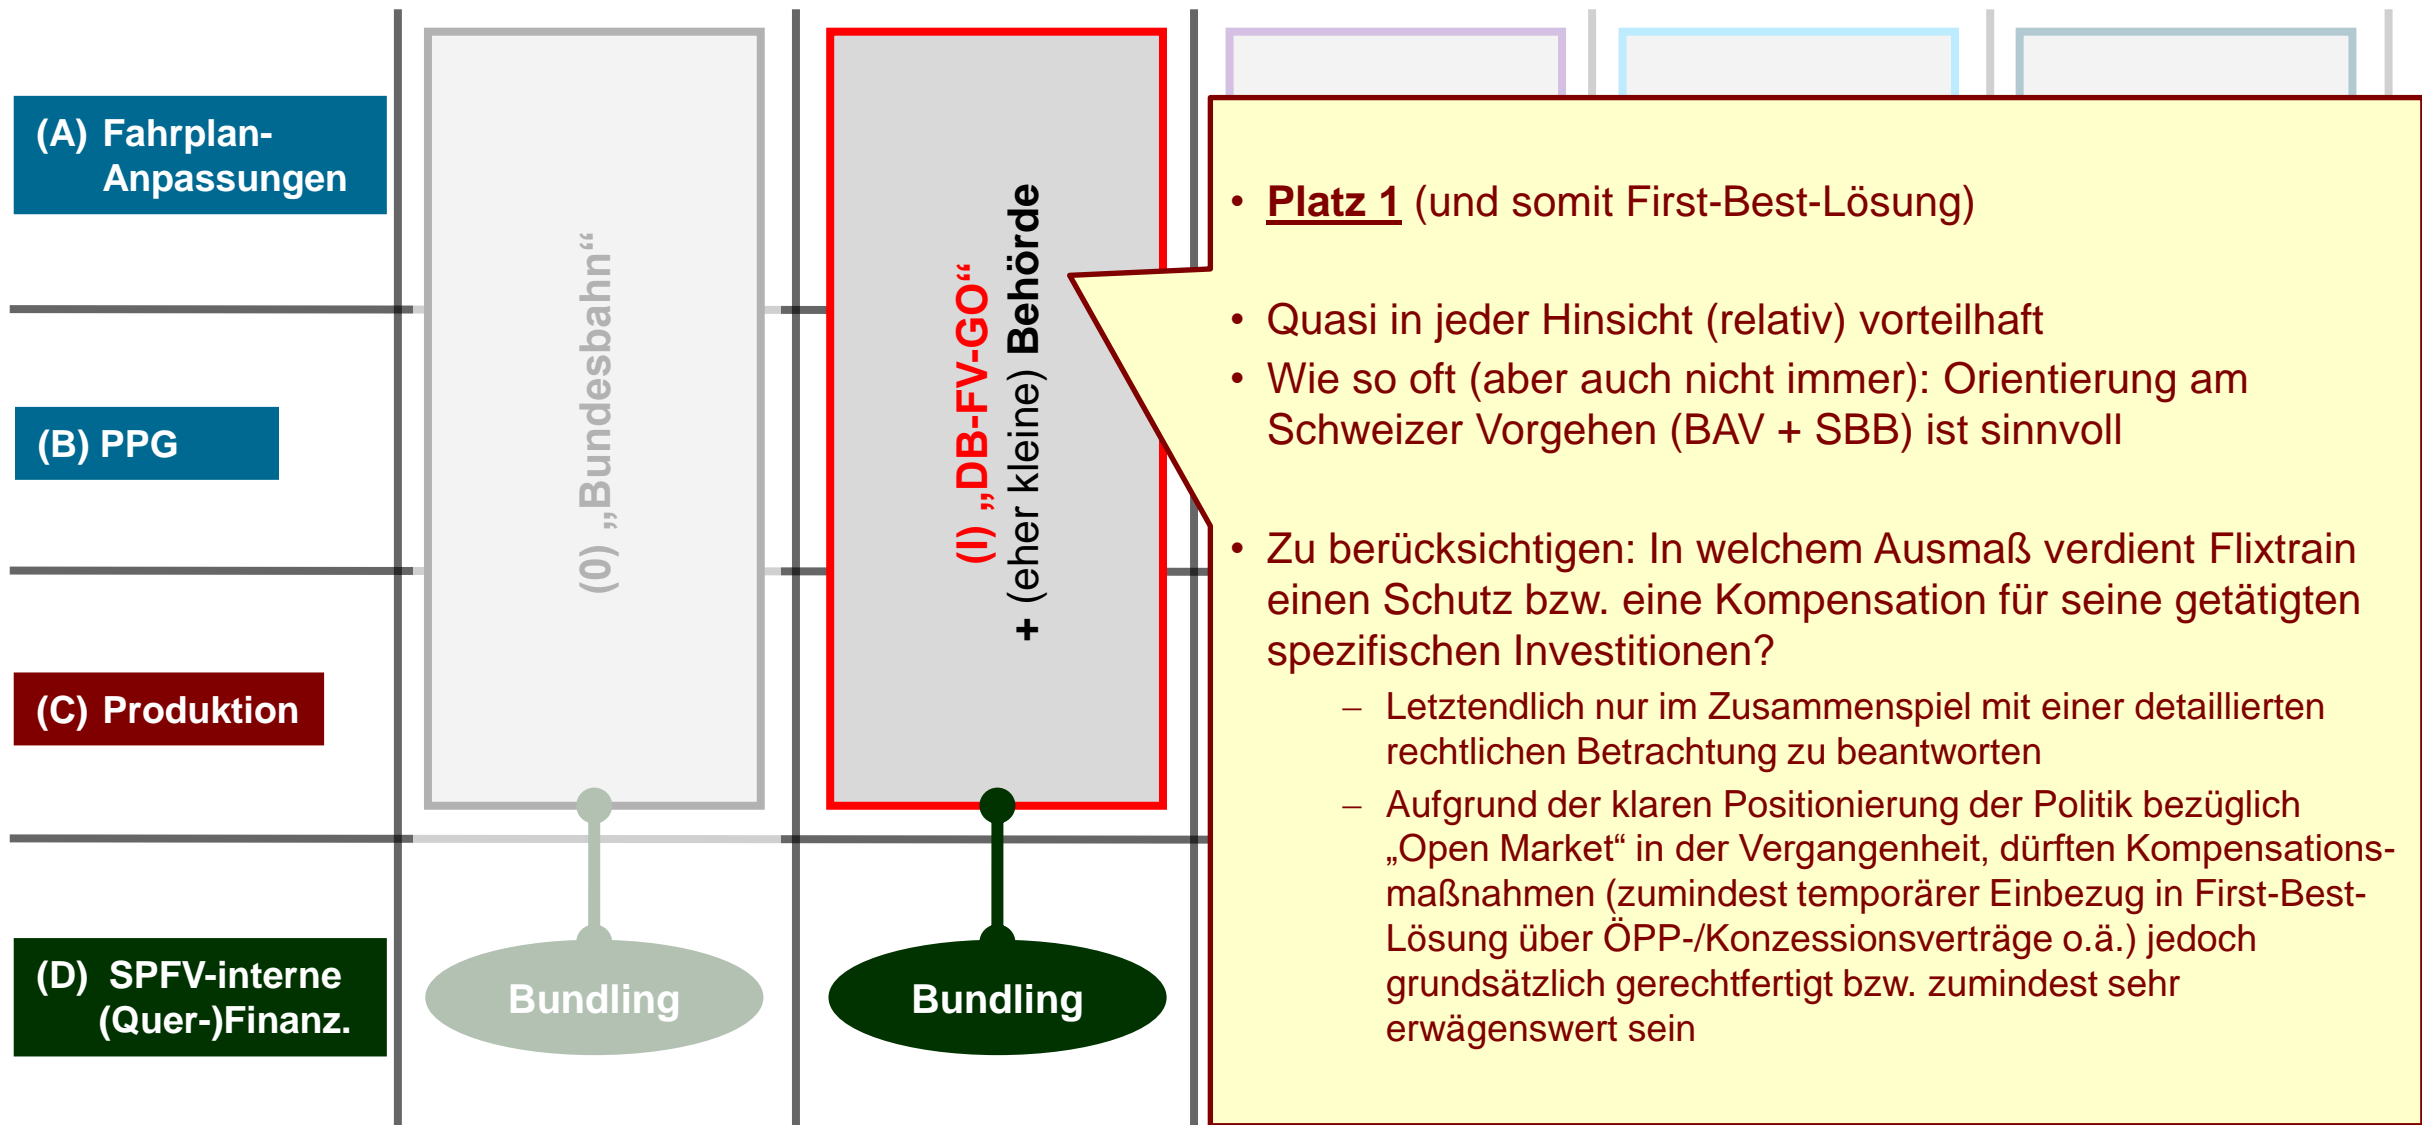 (A) Fahrplan-
Anpassungen
(B) PPG
(C) Produktion
(D) SPFV-interne
(Quer-)Finanz.
(0) „Bundesbahn“
Bundling
(I) „DB-FV-GO“
+ (eher kleine) Behörde
Bundling
• Platz 1 (und somit First-Best-Lösung)
• Quasi in jeder Hinsicht (relativ) vorteilhaft
• Wie so oft (aber auch nicht immer): Orientierung am
Schweizer Vorgehen (BAV + SBB) ist sinnvoll
• Zu berücksichtigen: In welchem Ausmaß verdient Flixtrain
einen Schutz bzw. eine Kompensation für seine getätigten
spezifischen Investitionen?
– Letztendlich nur im Zusammenspiel mit einer detaillierten
rechtlichen Betrachtung zu beantworten
– Aufgrund der klaren Positionierung der Politik bezüglich
„Open Market“ in der Vergangenheit, dürften Kompensations-
maßnahmen (zumindest temporärer Einbezug in First-Best-
Lösung über ÖPP-/Konzessionsverträge o.ä.) jedoch
grundsätzlich gerechtfertigt bzw. zumindest sehr
erwägenswert sein